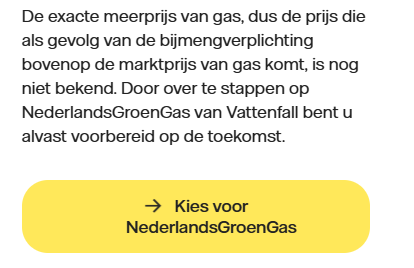 De exacte meerprijs van gas, dus de prijs die
als gevolg van de bijmengverplichting
bovenop de marktprijs van gas komt, is nog
niet bekend. Door over te stappen op
NederlandsGroenGas van Vattenfall bent u
alvast voorbereid op de toekomst.
→ Kies voor
NederlandsGroenGas